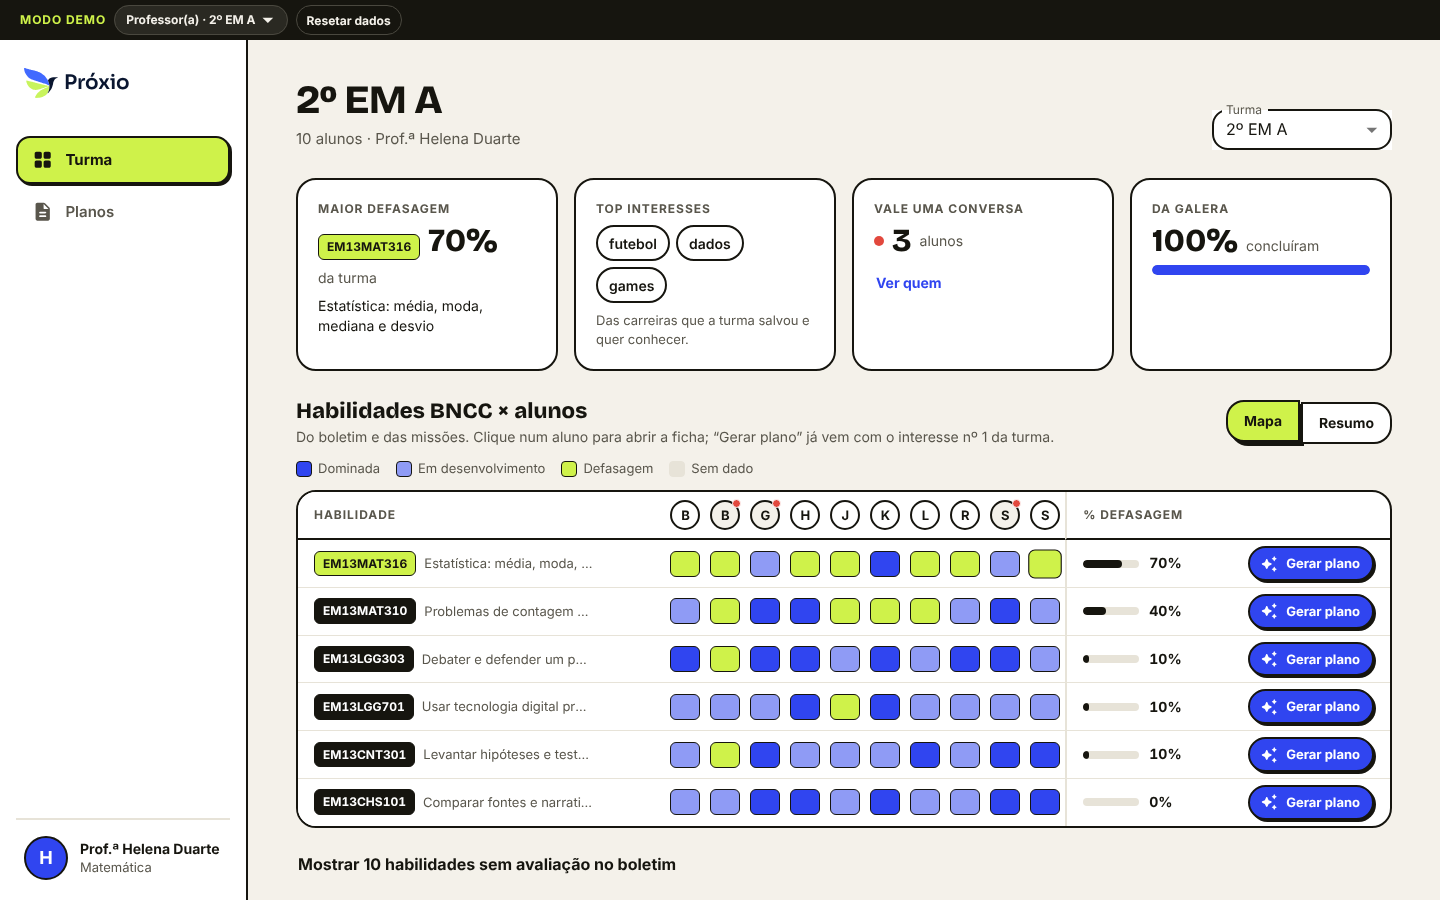 MODO DEMO Professor(a) · 2º EM A Resetar dados
Próxio
Turma
Planos
H Prof.ª Helena Duarte
Matemática
2º EM A
10 alunos · Prof.ª Helena Duarte
Turma
2º EM A
MAIOR DEFASAGEM
EM13MAT316 70%
da turma
Estatística: média, moda,
mediana e desvio
TOP INTERESSES
futebol dados
games
Das carreiras que a turma salvou e
quer conhecer.
VALE UMA CONVERSA
3 alunos
Ver quem
DA GALERA
100% concluíram
Habilidades BNCC × alunos
Do boletim e das missões. Clique num aluno para abrir a ficha; “Gerar plano” já vem com o interesse nº 1 da turma.
Mapa Resumo
Dominada Em desenvolvimento Defasagem Sem dado
HABILIDADE B B G H J K L R S S % DEFASAGEM
EM13MAT316 Estatística: média, moda, ... 70% Gerar plano
EM13MAT310 Problemas de contagem ... 40% Gerar plano
EM13LGG303 Debater e defender um p... 10% Gerar plano
EM13LGG701 Usar tecnologia digital pr... 10% Gerar plano
EM13CNT301 Levantar hipóteses e test... 10% Gerar plano
EM13CHS101 Comparar fontes e narrati... 0% Gerar plano
Mostrar 10 habilidades sem avaliação no boletim